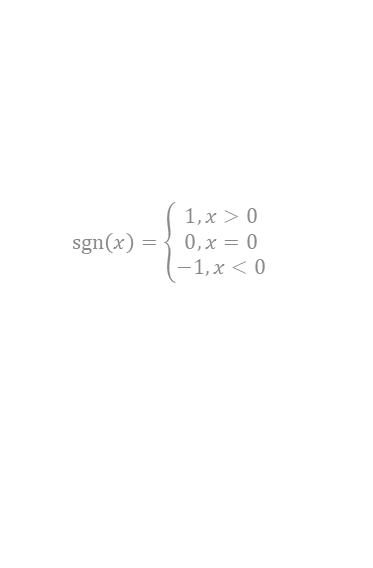 sgn(x) = { 1, x > 0
0, x = 0
−1, x < 0